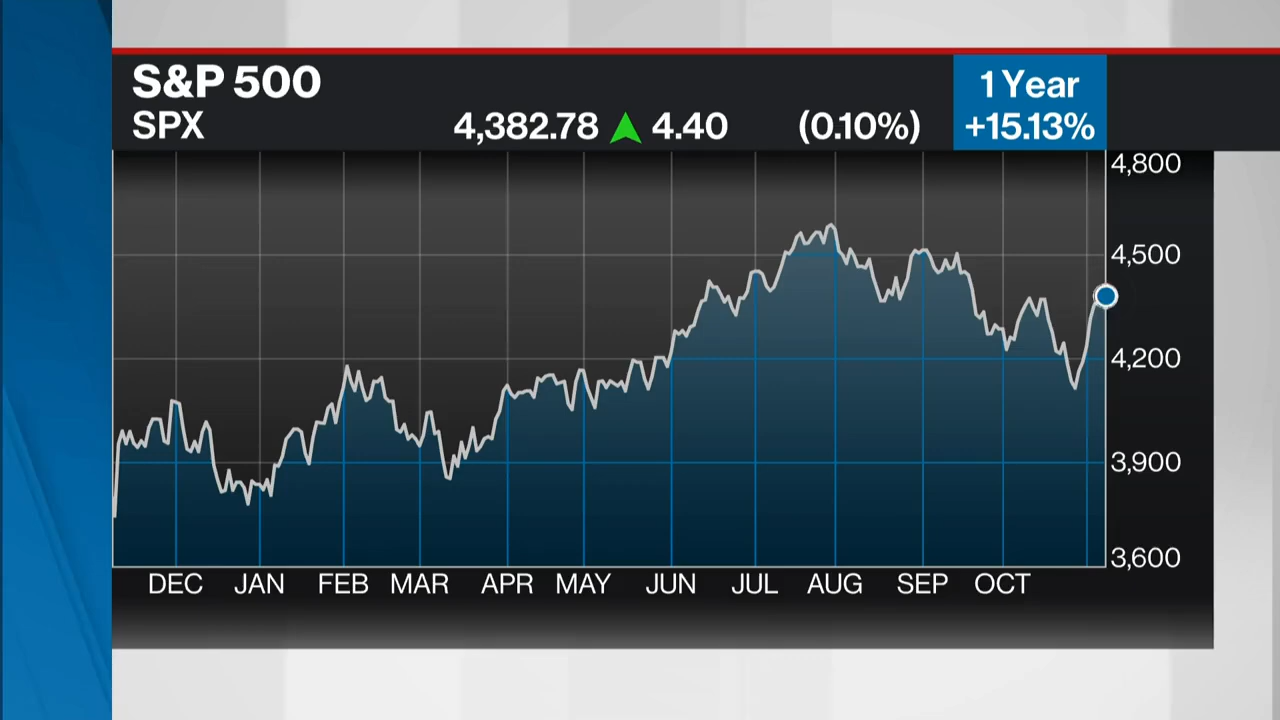 S&P 500
SPX
4,382.78 ▲ 4.40 (0.10%)
1 Year
+15.13%
4,800
4,500
4,200
3,900
3,600
DEC JAN FEB MAR APR MAY JUN JUL AUG SEP OCT